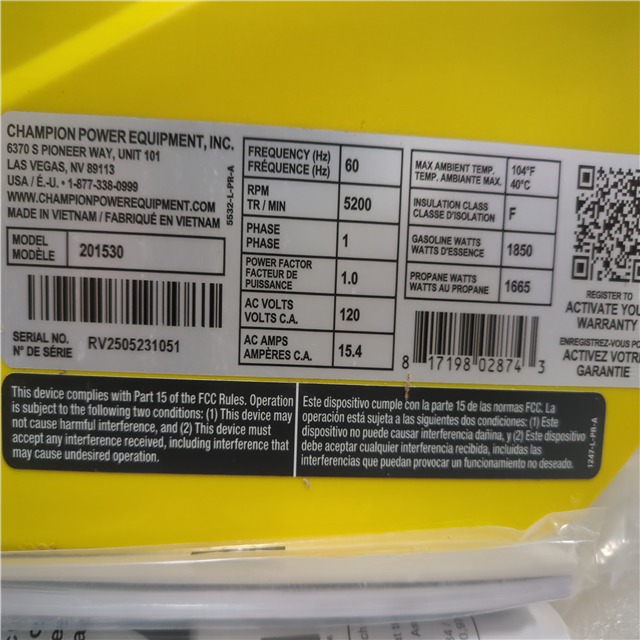 CHAMPION POWER EQUIPMENT, INC.
6370 S PIONEER WAY, UNIT 101
LAS VEGAS, NV 89113
USA / É.-U. • 1-877-338-0999
WWW.CHAMPIONPOWEREQUIPMENT.COM
MADE IN VIETNAM / FABRIQUÉ EN VIETNAM
5532-L-PR-A
MODEL
MODÈLE
201530
SERIAL NO.
N° DE SÉRIE
RV2505231051
FREQUENCY (Hz)
FRÉQUENCE (Hz)
60
RPM
TR / MIN
5200
PHASE
PHASE
1
POWER FACTOR
FACTEUR DE
PUISSANCE
1.0
AC VOLTS
VOLTS C.A.
120
AC AMPS
AMPÈRES C.A.
15.4
MAX AMBIENT TEMP.
TEMP. AMBIANTE MAX.
104°F
40°C
INSULATION CLASS
CLASSE D'ISOLATION
F
GASOLINE WATTS
WATTS D'ESSENCE
1850
PROPANE WATTS
WATTS AU PROPANE
1665
8 17198 02874 3
REGISTER TO
ACTIVATE YOU
WARRANTY
ENREGISTREZ-VOUS PO
ACTIVEZ VOTR
GARANTIE
This device complies with Part 15 of the FCC Rules. Operation
is subject to the following two conditions: (1) This device may
not cause harmful interference, and (2) This device must
accept any interference received, including interference that
may cause undesired operation.
Este dispositivo cumple con la parte 15 de las normas FCC. La
operación está sujeta a las siguientes dos condiciones: (1) Este
dispositivo no puede causar interferencia dañina, y (2) Este dispositivo
debe aceptar cualquier interferencia recibida, incluidas las
interferencias que puedan provocar un funcionamiento no deseado.
1247-L-PR-A